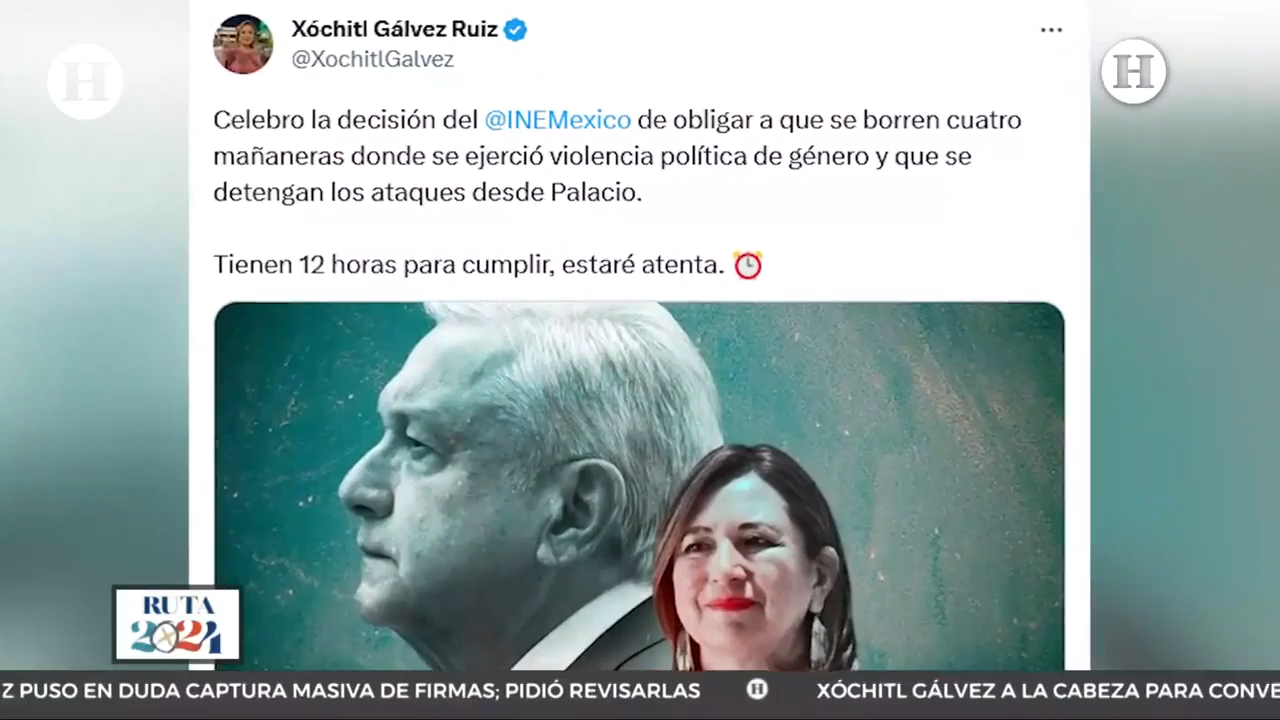 Xóchitl Gálvez Ruiz
@XochitlGalvez
Celebro la decisión del @INEMexico de obligar a que se borren cuatro
mañaneras donde se ejerció violencia política de género y que se
detengan los ataques desde Palacio.
Tienen 12 horas para cumplir, estaré atenta. ⏰
H
H
RUTA
2024
Z PUSO EN DUDA CAPTURA MASIVA DE FIRMAS; PIDIÓ REVISARLAS H XÓCHITL GÁLVEZ A LA CABEZA PARA CONVE